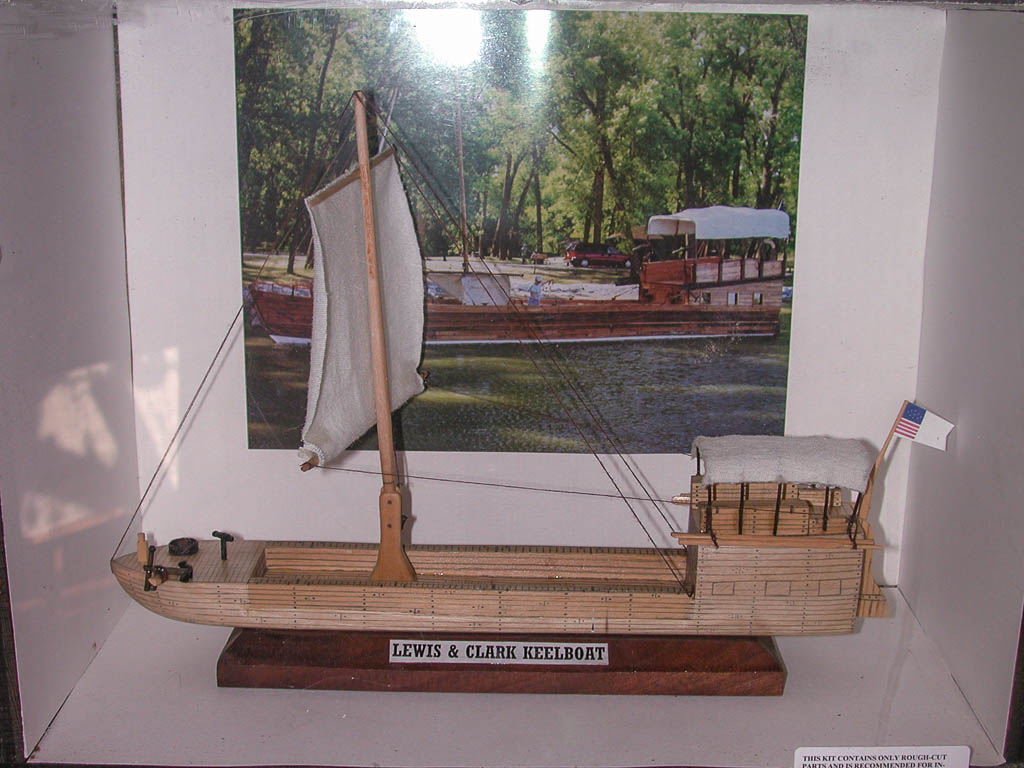 LEWIS & CLARK KEELBOAT
THIS KIT CONTAINS ONLY ROUGH-CUT
PARTS AND IS RECOMMENDED FOR IN-